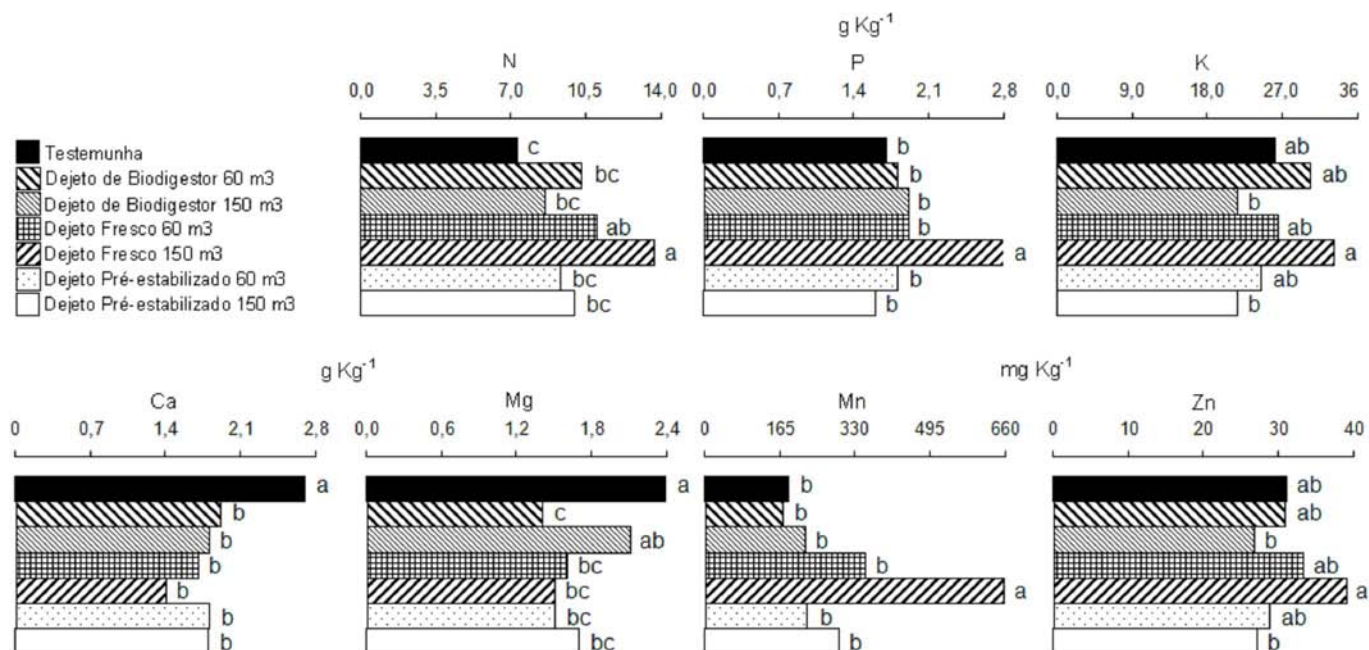 g Kg-1
N P K
0,0 3,5 7,0 10,5 14,0 0,0 0,7 1,4 2,1 2,8 0,0 9,0 18,0 27,0 36
Testemunha
Dejeto de Biodigestor 60 m3
Dejeto de Biodigestor 150 m3
Dejeto Fresco 60 m3
Dejeto Fresco 150 m3
Dejeto Pré-estabilizado 60 m3
Dejeto Pré-estabilizado 150 m3
c b ab
bc b ab
bc b b
ab b ab
a a a
bc b ab
bc b b
g Kg-1 mg Kg-1
Ca Mg Mn Zn
0 0,7 1,4 2,1 2,8 0,0 0,6 1,2 1,8 2,4 0 165 330 495 660 0 10 20 30 40
a a b ab
b c b ab
b ab b b
b bc b ab
b bc a a
b bc b ab
b bc b b